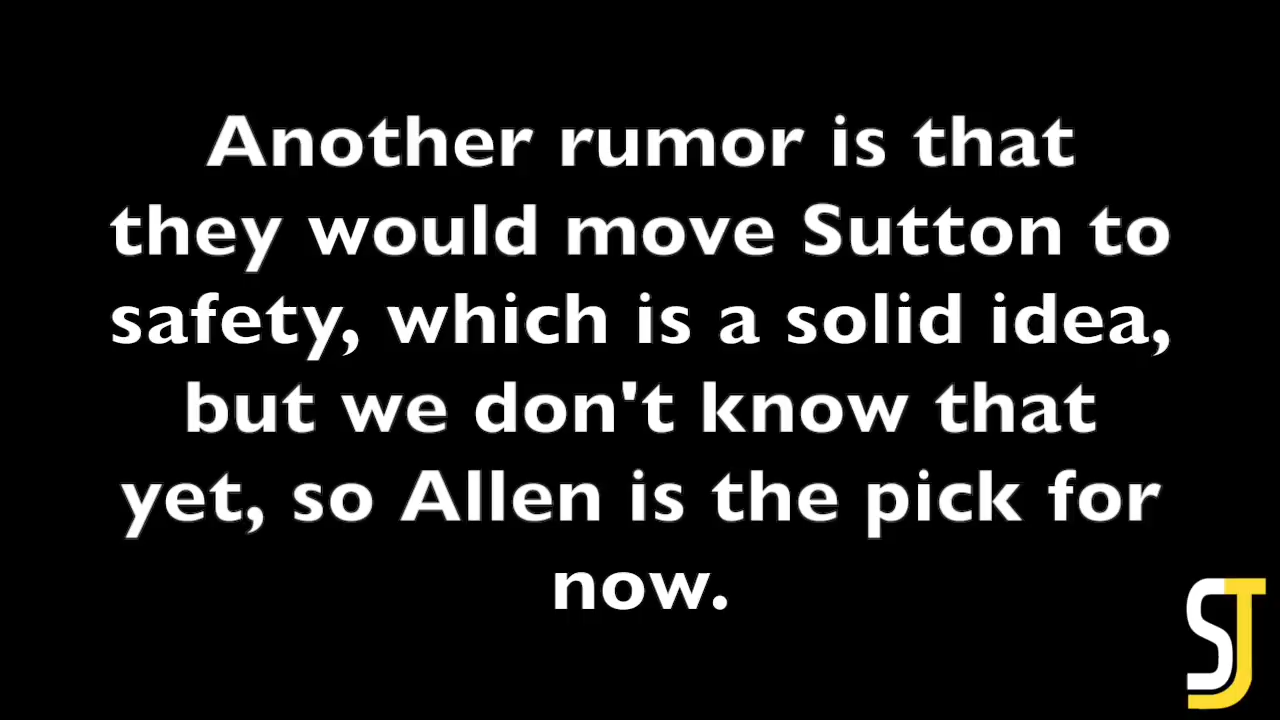 Another rumor is that
they would move Sutton to
safety, which is a solid idea,
but we don't know that
yet, so Allen is the pick for
now.
SJ